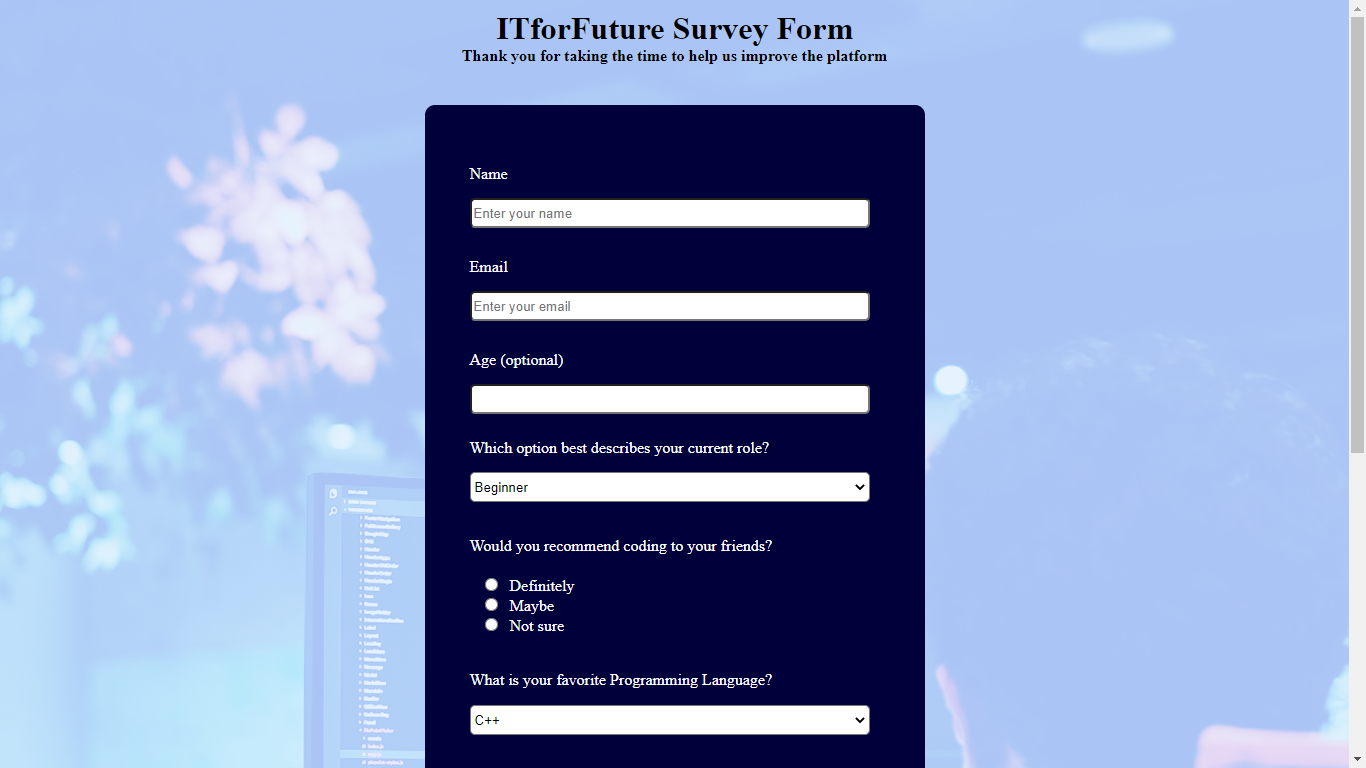 ITforFuture Survey Form
Thank you for taking the time to help us improve the platform
Name
Enter your name
Email
Enter your email
Age (optional)
Which option best describes your current role?
Beginner
Would you recommend coding to your friends?
Definitely
Maybe
Not sure
What is your favorite Programming Language?
C++